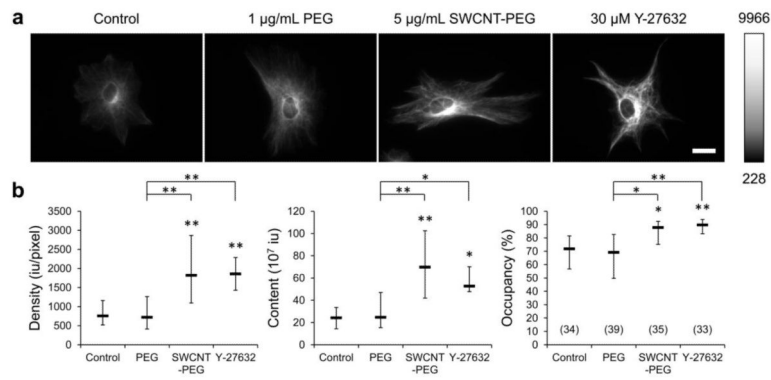 a
Control
1 µg/mL PEG
5 µg/mL SWCNT-PEG
30 µM Y-27632
9966
228
b
**
**
**
**
Density (iu/pixel)
3500
3000
2500
2000
1500
1000
500
0
Control
PEG
SWCNT
-PEG
Y-27632
*
**
**
*
Content (10⁷ iu)
120
100
80
60
40
20
0
Control
PEG
SWCNT
-PEG
Y-27632
**
*
*
**
Occupancy (%)
100
90
80
70
60
50
40
30
20
10
0
(34)
(39)
(35)
(33)
Control
PEG
SWCNT
-PEG
Y-27632